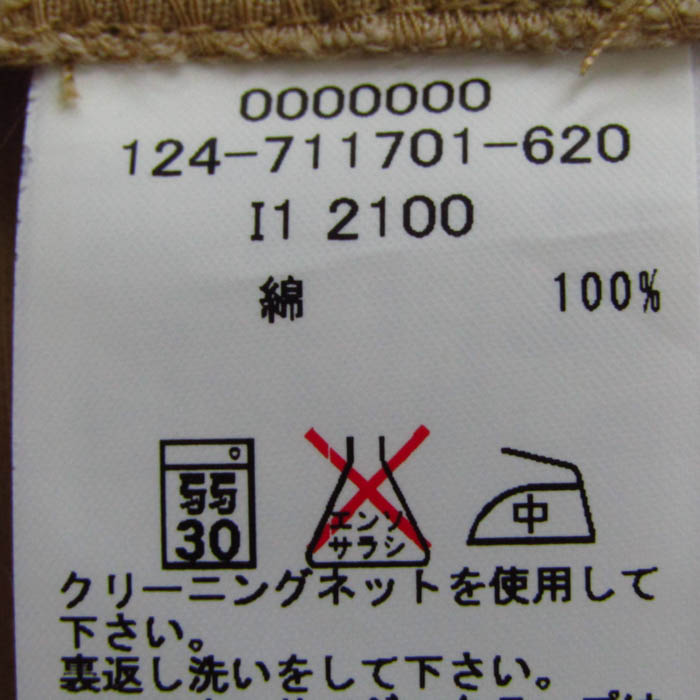 0000000
124-711701-620
I1 2100
綿 100%
弱
30
エンソ
サラシ
中
クリーニングネットを使用して
下さい。
裏返し洗いをして下さい。